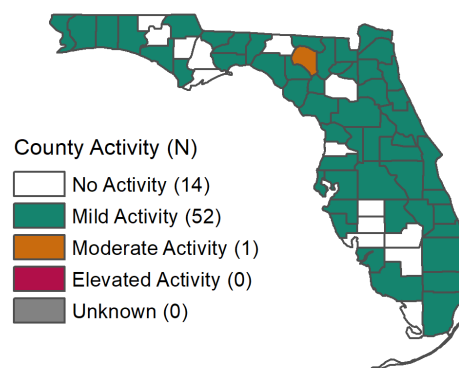 County Activity (N)
No Activity (14)
Mild Activity (52)
Moderate Activity (1)
Elevated Activity (0)
Unknown (0)